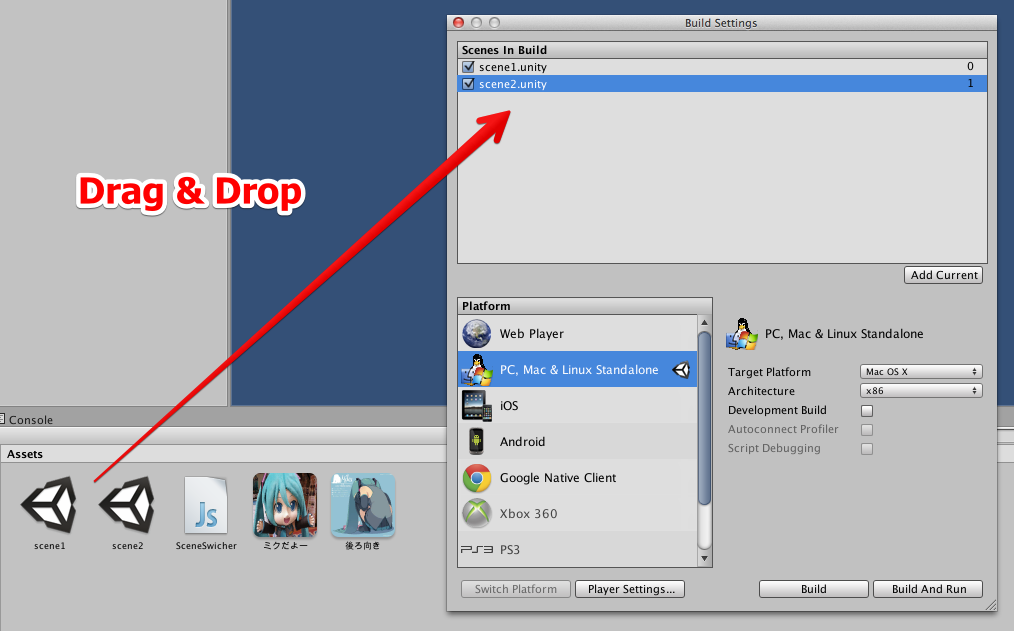 Build Settings
Scenes In Build
scene1.unity 0
scene2.unity 1
Drag & Drop
Add Current
Platform
Web Player
PC, Mac & Linux Standalone
iOS
Android
Google Native Client
Xbox 360
PS3 PS3
PC, Mac & Linux Standalone
Target Platform Mac OS X
Architecture x86
Development Build
Autoconnect Profiler
Script Debugging
Console
Assets
Js
scene1
scene2
SceneSwicher
ミクだよー
後ろ向き
Switch Platform
Player Settings...
Build
Build And Run